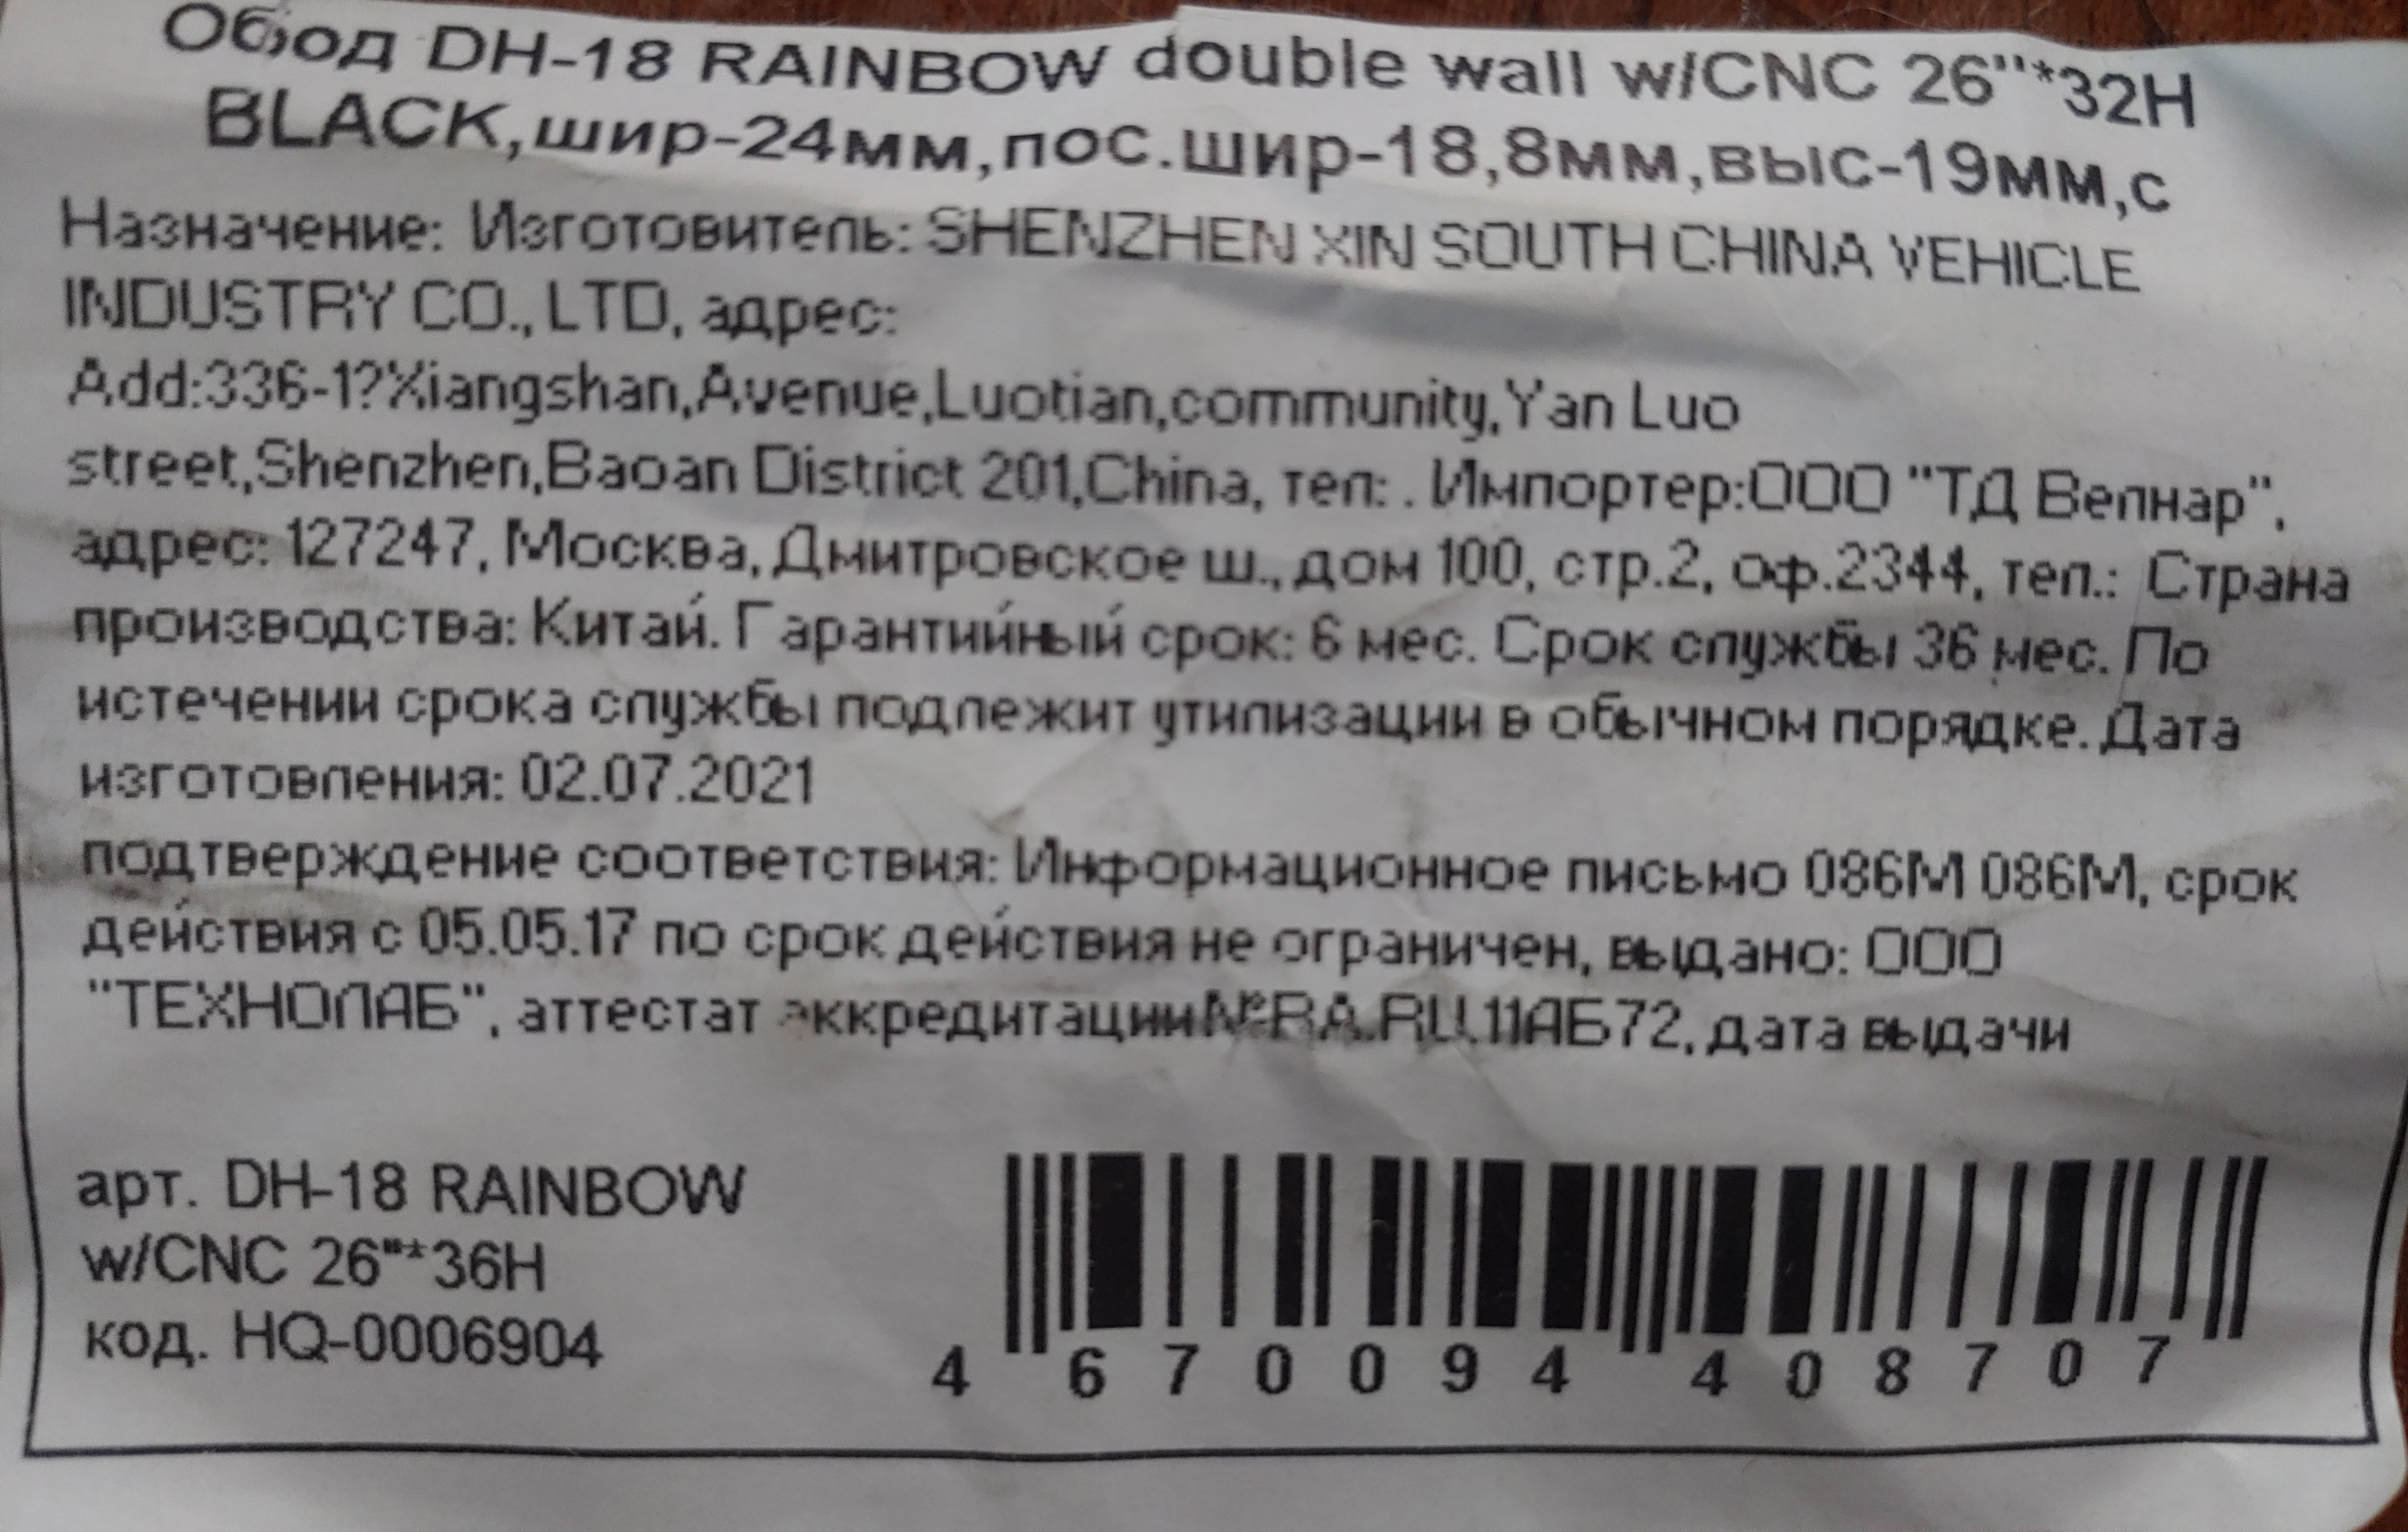 Обод DH-18 RAINBOW double wall w/CNC 26"*32H
BLACK,шир-24мм,пос.шир-18,8мм,выс-19мм,с
Назначение: Изготовитель: SHENZHEN XIN SOUTH CHINA VEHICLE
INDUSTRY CO., LTD, адрес:
Add:336-1?Xiangshan,Avenue,Luotian,community,Yan Luo
street,Shenzhen,Baoan District 201,China, тел: . Импортер:ООО "ТД Велнар",
адрес: 127247, Москва, Дмитровское ш., дом 100, стр.2, оф.2344, тел.: Страна
производства: Китай. Гарантийный срок: 6 мес. Срок службы 36 мес. По
истечении срока службы подлежит утилизации в обычном порядке. Дата
изготовления: 02.07.2021
подтверждение соответствия: Информационное письмо 086М 086М, срок
действия с 05.05.17 по срок действия не ограничен, выдано: ООО
"ТЕХНОЛАБ", аттестат аккредитации№RA.RU.11АБ72, дата выдачи
арт. DH-18 RAINBOW
w/CNC 26"*36H
код. HQ-0006904
4 670094 408707